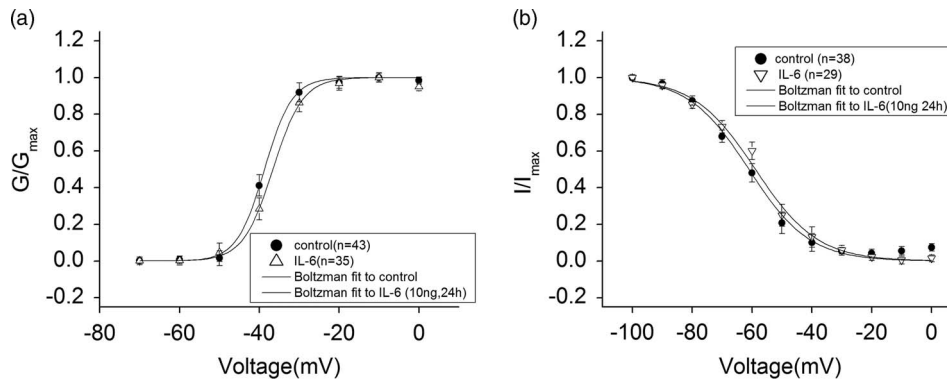 (a)
1.2
1.0
0.8
0.6
0.4
0.2
0.0
-0.2
G/Gmax
control(n=43)
IL-6(n=35)
Boltzman fit to control
Boltzman fit to IL-6 (10ng,24h)
-80 -60 -40 -20 0
Voltage(mV)
(b)
1.2
1.0
0.8
0.6
0.4
0.2
0.0
-0.2
I/Imax
control (n=38)
IL-6 (n=29)
Boltzman fit to control
Boltzman fit to IL-6(10ng 24h)
-100 -80 -60 -40 -20 0
Voltage(mV)